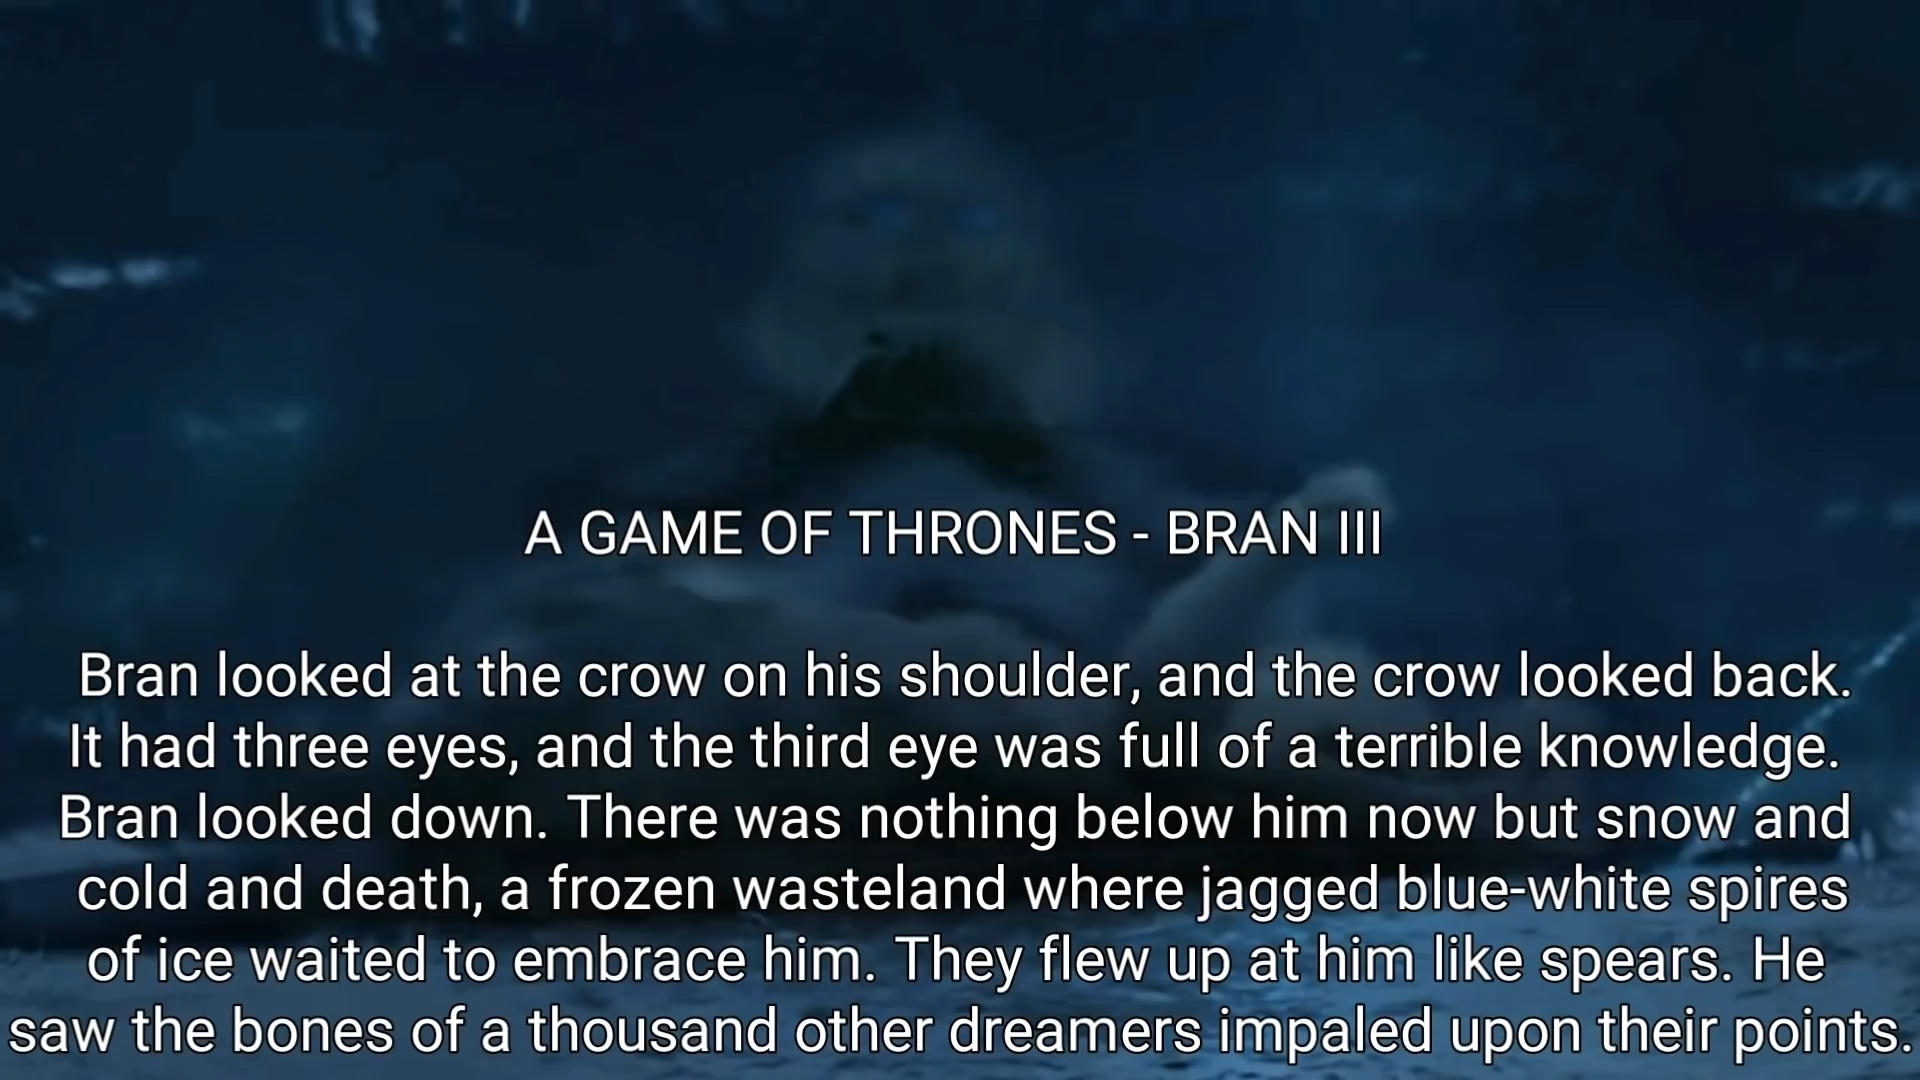 A GAME OF THRONES - BRAN III
Bran looked at the crow on his shoulder, and the crow looked back.
It had three eyes, and the third eye was full of a terrible knowledge.
Bran looked down. There was nothing below him now but snow and
cold and death, a frozen wasteland where jagged blue-white spires
of ice waited to embrace him. They flew up at him like spears. He
saw the bones of a thousand other dreamers impaled upon their points.